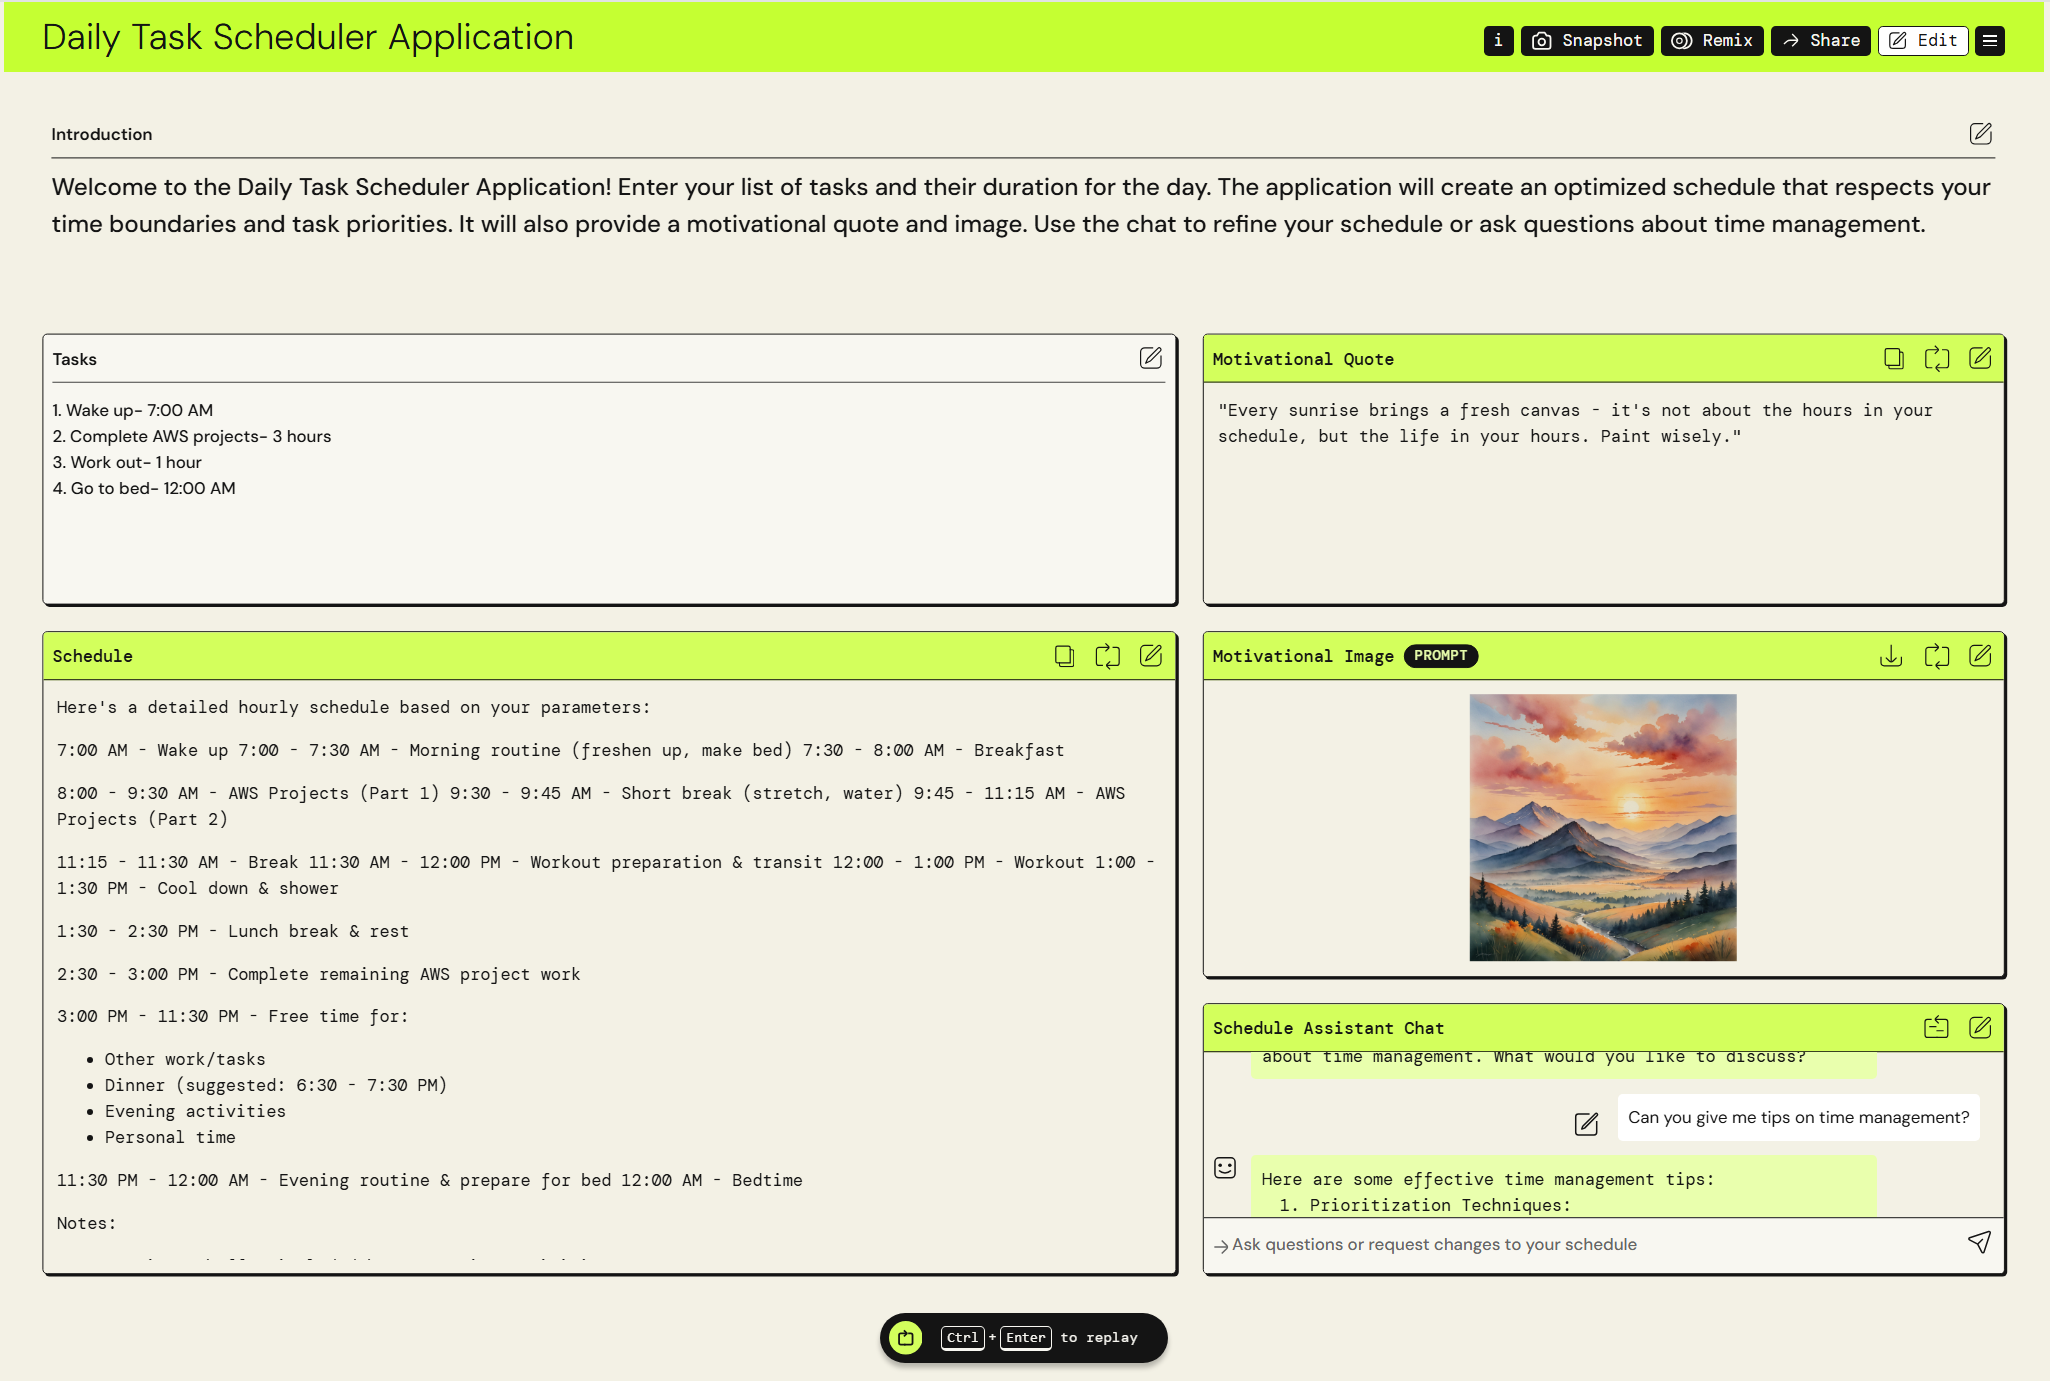 Daily Task Scheduler Application
i
Snapshot
Remix
Share
Edit
Introduction
Welcome to the Daily Task Scheduler Application! Enter your list of tasks and their duration for the day. The application will create an optimized schedule that respects your
time boundaries and task priorities. It will also provide a motivational quote and image. Use the chat to refine your schedule or ask questions about time management.
Tasks
1. Wake up- 7:00 AM
2. Complete AWS projects- 3 hours
3. Work out- 1 hour
4. Go to bed- 12:00 AM
Motivational Quote
"Every sunrise brings a fresh canvas - it's not about the hours in your
schedule, but the life in your hours. Paint wisely."
Schedule
Here's a detailed hourly schedule based on your parameters:
7:00 AM - Wake up 7:00 - 7:30 AM - Morning routine (freshen up, make bed) 7:30 - 8:00 AM - Breakfast
8:00 - 9:30 AM - AWS Projects (Part 1) 9:30 - 9:45 AM - Short break (stretch, water) 9:45 - 11:15 AM - AWS
Projects (Part 2)
11:15 - 11:30 AM - Break 11:30 AM - 12:00 PM - Workout preparation & transit 12:00 - 1:00 PM - Workout 1:00 -
1:30 PM - Cool down & shower
1:30 - 2:30 PM - Lunch break & rest
2:30 - 3:00 PM - Complete remaining AWS project work
3:00 PM - 11:30 PM - Free time for:
• Other work/tasks
• Dinner (suggested: 6:30 - 7:30 PM)
• Evening activities
• Personal time
11:30 PM - 12:00 AM - Evening routine & prepare for bed 12:00 AM - Bedtime
Notes:
Motivational Image
PROMPT
Schedule Assistant Chat
about time management. What would you like to discuss?
Can you give me tips on time management?
Here are some effective time management tips:
1. Prioritization Techniques:
Ask questions or request changes to your schedule
Ctrl + Enter to replay